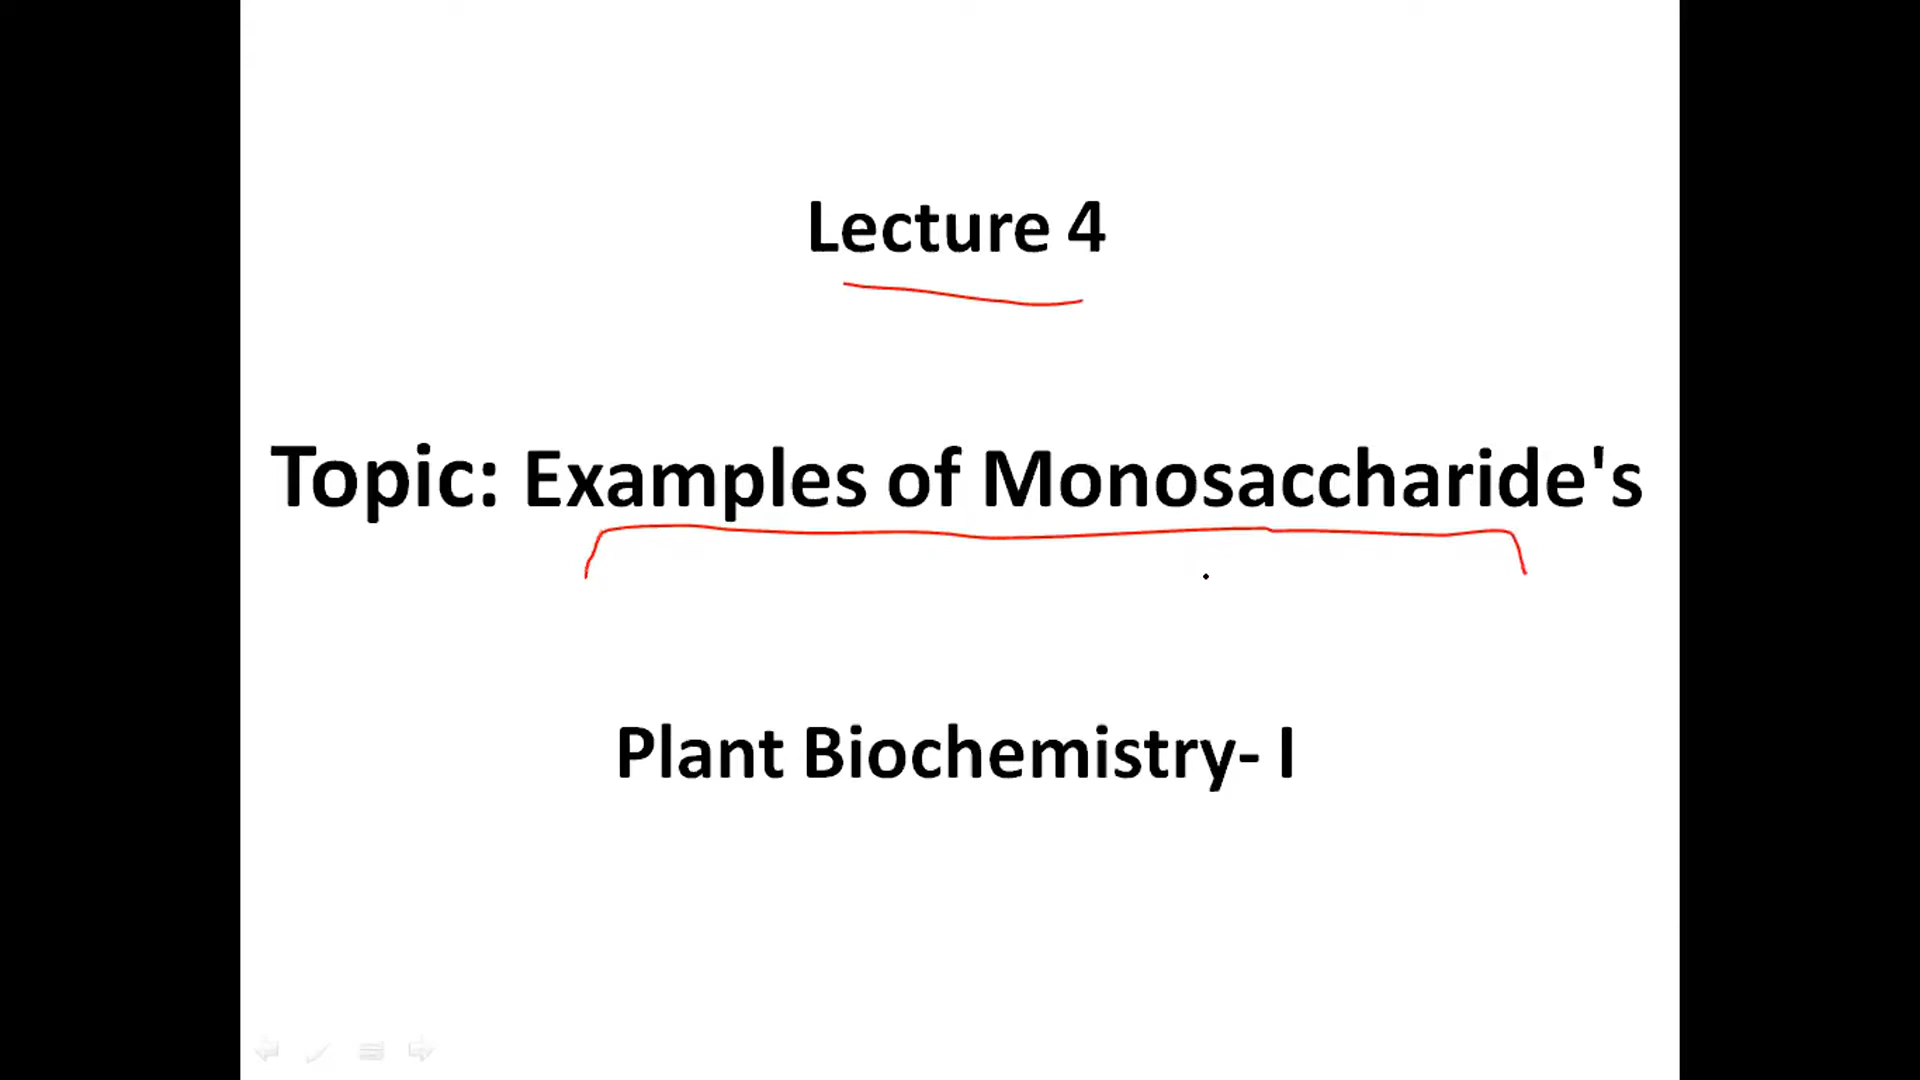 Lecture 4
Topic: Examples of Monosaccharide's
Plant Biochemistry- I